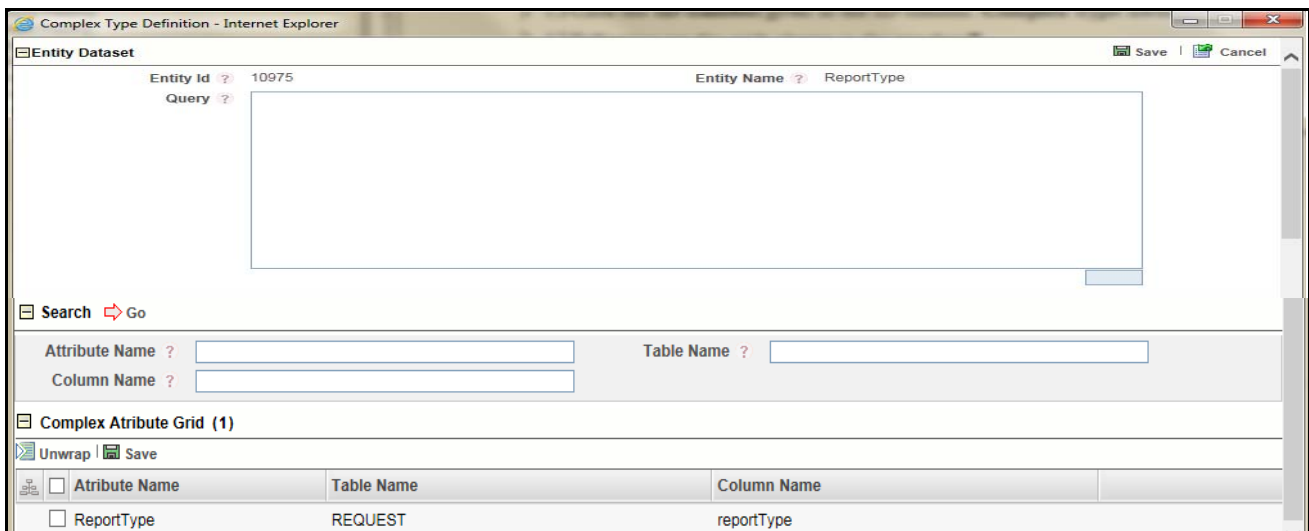 Complex Type Definition - Internet Explorer
Entity Dataset Save | Cancel
Entity Id ? 10975 Entity Name ? ReportType
Query ?
Search Go
Attribute Name ? Table Name ?
Column Name ?
Complex Atribute Grid (1)
Unwrap | Save
Atribute Name Table Name Column Name
ReportType REQUEST reportType